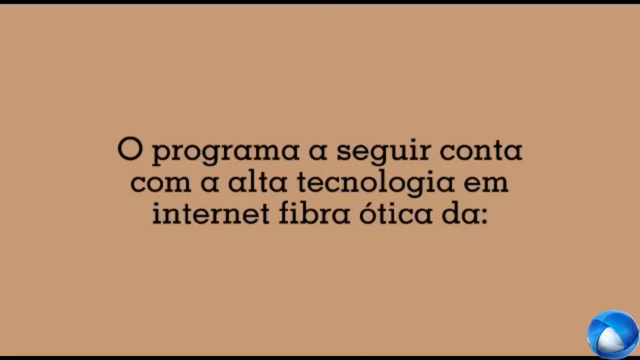 O programa a seguir conta
com a alta tecnologia em
internet fibra ótica da: